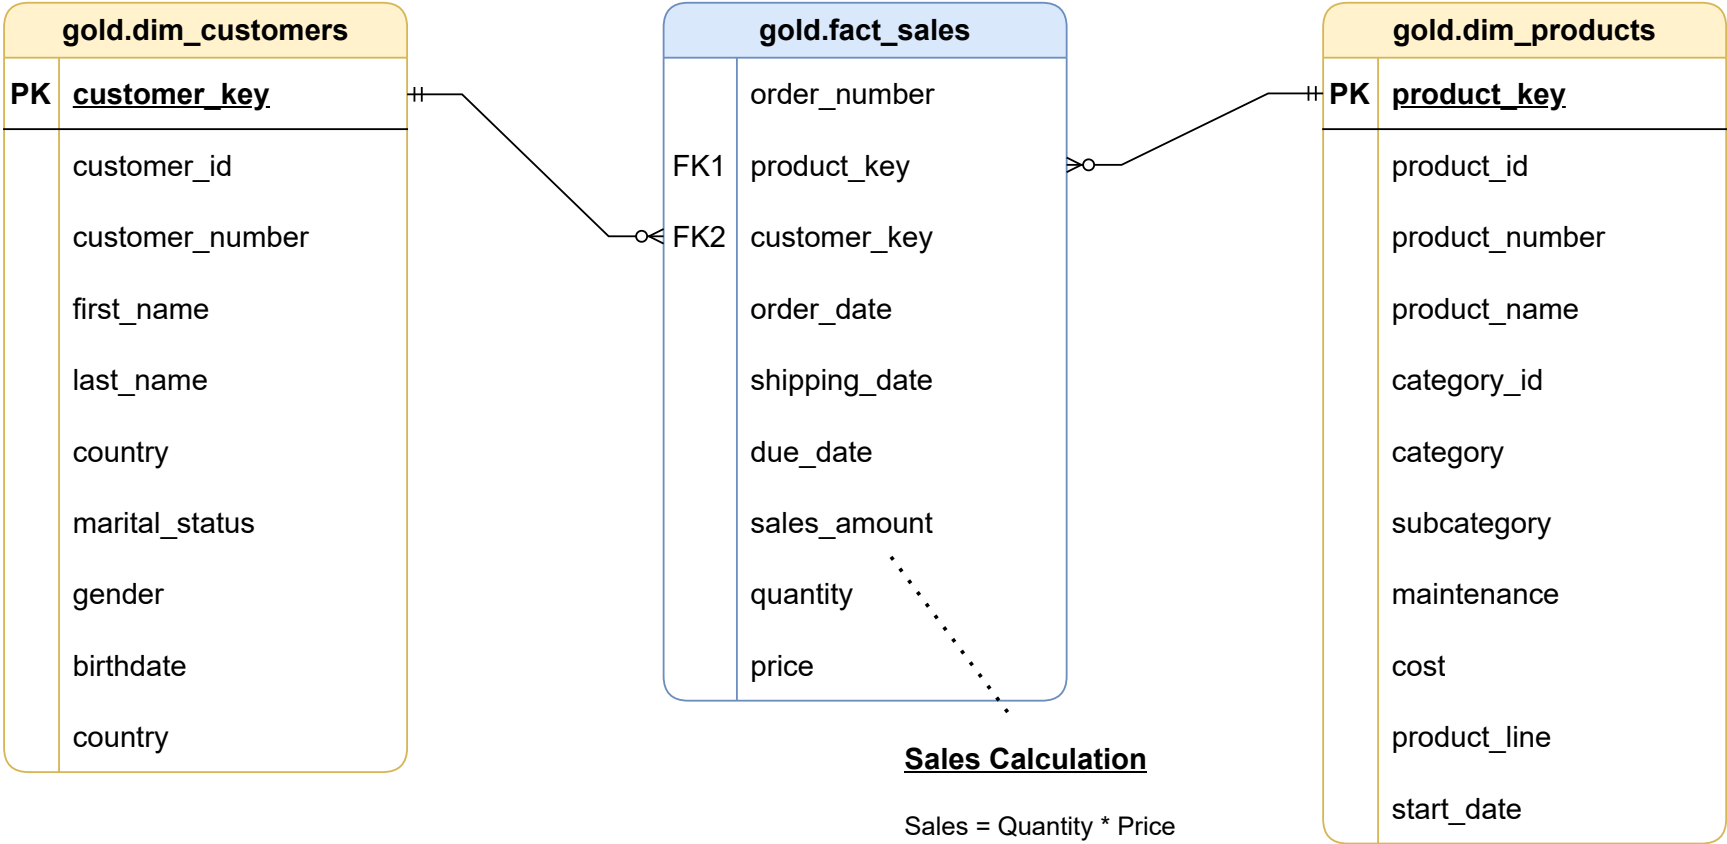 gold.dim_customers
PK customer_key
customer_id
customer_number
first_name
last_name
country
marital_status
gender
birthdate
country
gold.fact_sales
order_number
FK1 product_key
FK2 customer_key
order_date
shipping_date
due_date
sales_amount
quantity
price
Sales Calculation
Sales = Quantity * Price
gold.dim_products
PK product_key
product_id
product_number
product_name
category_id
category
subcategory
maintenance
cost
product_line
start_date